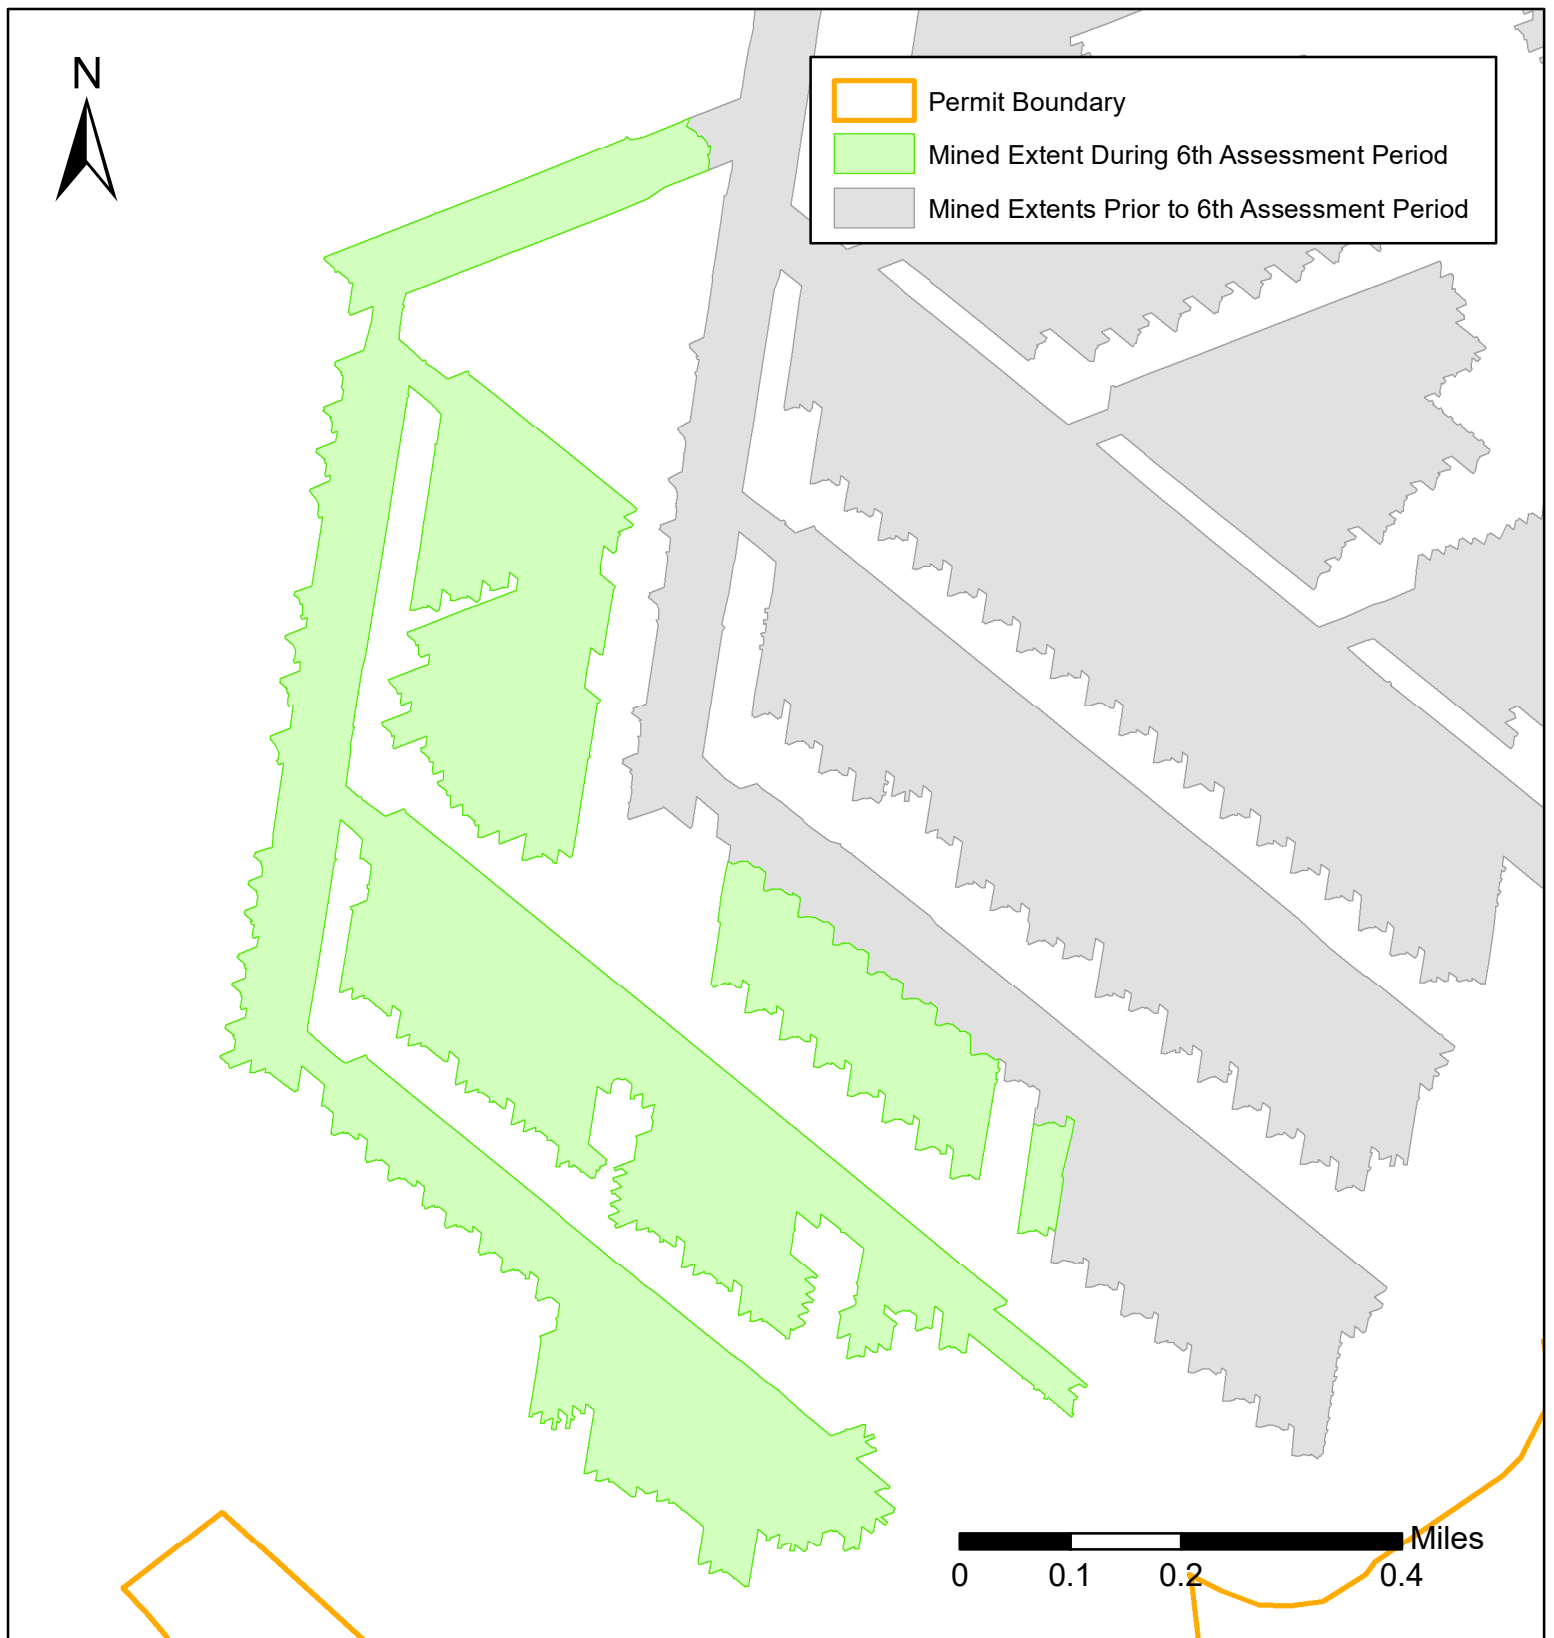 N
Permit Boundary
Mined Extent During 6th Assessment Period
Mined Extents Prior to 6th Assessment Period
Miles
0 0.1 0.2 0.4